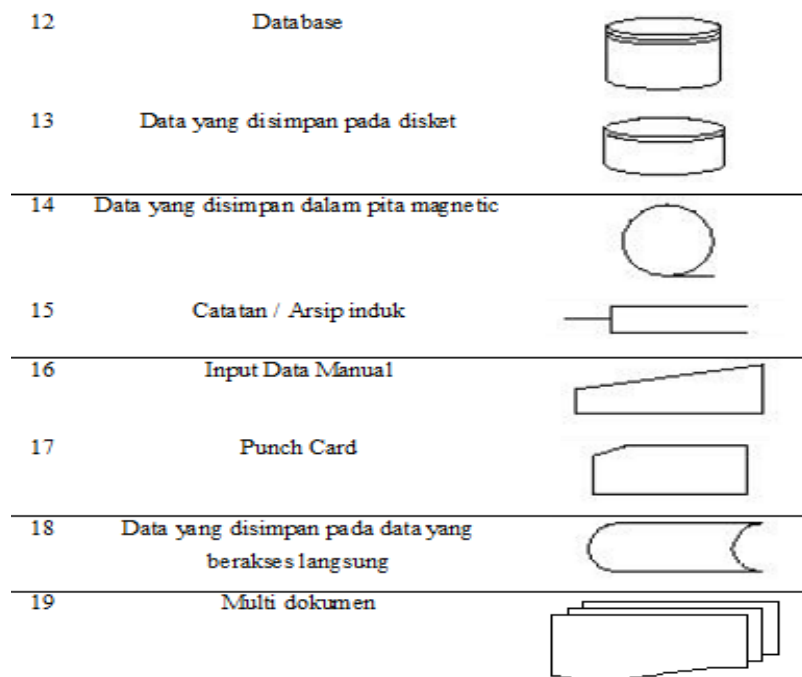 12 Database
13 Data yang disimpan pada disket
14 Data yang disimpan dalam pita magnetic
15 Catatan / Arsip induk
16 Input Data Manual
17 Punch Card
18 Data yang disimpan pada data yang
berakses langsung
19 Multi dokumen